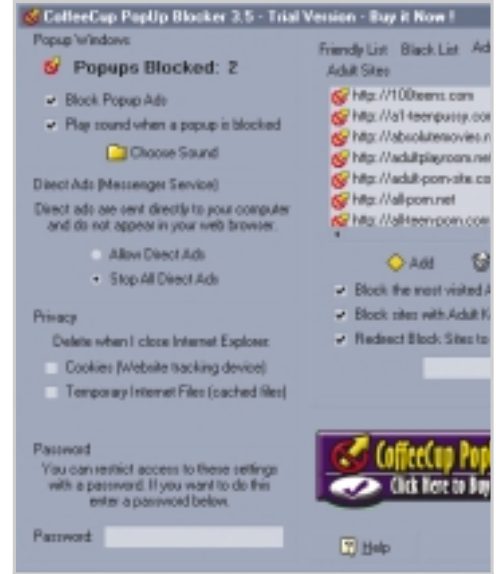 CoffeeCup PopUp Blocker 3.5 - Trial Version - Buy it Now !
Popup Windows
Popups Blocked: 2
Block Popup Ads
Play sound when a popup is blocked
Choose Sound
Direct Ads (Messenger Service)
Direct ads are sent directly to your computer
and do not appear in your web browser.
Allow Direct Ads
Stop All Direct Ads
Privacy
Delete when I close Internet Explorer:
Cookies (Website tracking device)
Temporary Internet Files (cached files)
Password
You can restrict access to these settings
with a password. If you want to do this
enter a password below.
Password:
Friendly List Black List Ad
Adult Sites
http://100teens.com
http://a1-teenpussy.com
http://absolutemovies.n
http://adultplayroom.net
http://adult-porn-site.co
http://all-porn.net
http://all-teen-porn.com
Add
Block the most visited A
Block sites with Adult K
Redirect Block Sites to
CoffeeCup Pop
Click Here to Buy
Help